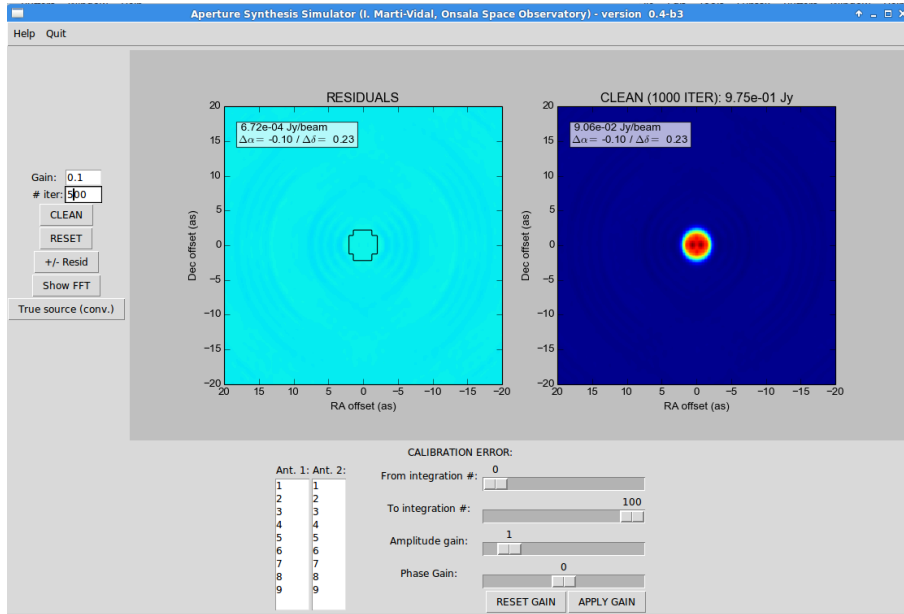 Aperture Synthesis Simulator (I. Marti-Vidal, Onsala Space Observatory) - version 0.4-b3
Help Quit
Gain: 0.1
# iter: 500
CLEAN
RESET
+/- Resid
Show FFT
True source (conv.)
RESIDUALS
6.72e-04 Jy/beam
Δα= -0.10 / Δδ= 0.23
Dec offset (as)
20
15
10
5
0
−5
−10
−15
−20
20 15 10 5 0 −5 −10 −15 −20
RA offset (as)
CLEAN (1000 ITER): 9.75e-01 Jy
9.06e-02 Jy/beam
Δα= -0.10 / Δδ= 0.23
Dec offset (as)
20
15
10
5
0
−5
−10
−15
−20
20 15 10 5 0 −5 −10 −15 −20
RA offset (as)
CALIBRATION ERROR:
Ant. 1: Ant. 2:
1 1
2 2
3 3
4 4
5 5
6 6
7 7
8 8
9 9
From integration #: 0
To integration #: 100
Amplitude gain: 1
Phase Gain: 0
RESET GAIN APPLY GAIN